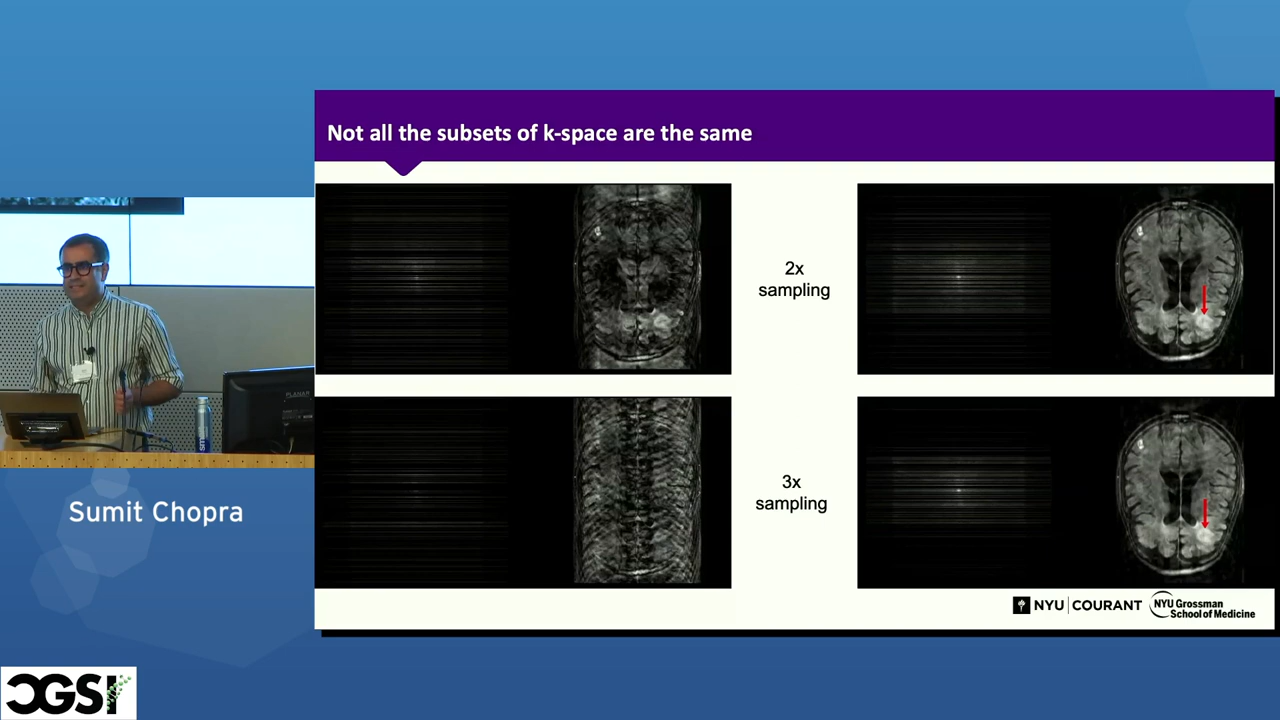 Not all the subsets of k-space are the same
2x
sampling
3x
sampling
Sumit Chopra
NYU COURANT
NYU Grossman
School of Medicine
CGSI
PLANAR